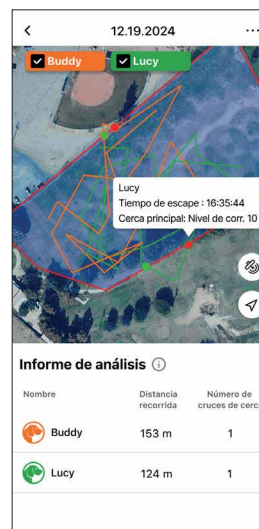 12.19.2024
Buddy
Lucy
Lucy
Tiempo de escape : 16:35:44
Cerca principal: Nivel de corr. 10
Informe de análisis
Nombre
Distancia recorrida
Número de cruces de cerc
Buddy 153 m 1
Lucy 124 m 1